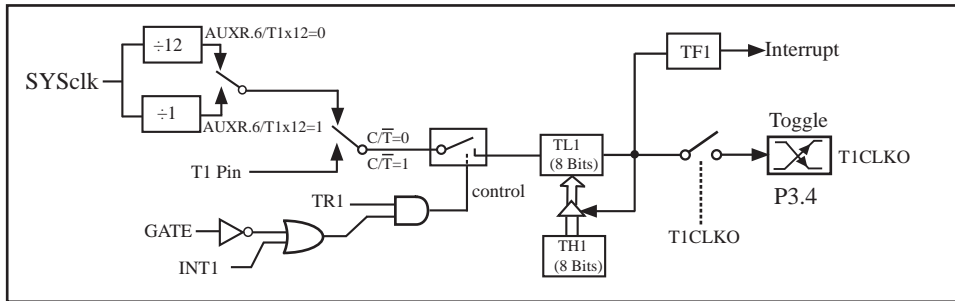 AUXR.6/T1x12=0
÷12
SYSclk
÷1
AUXR.6/T1x12=1
C/T̅=0
C/T̅=1
T1 Pin
TR1
control
GATE
INT1
TF1
Interrupt
TL1
(8 Bits)
TH1
(8 Bits)
Toggle
T1CLKO
P3.4
T1CLKO